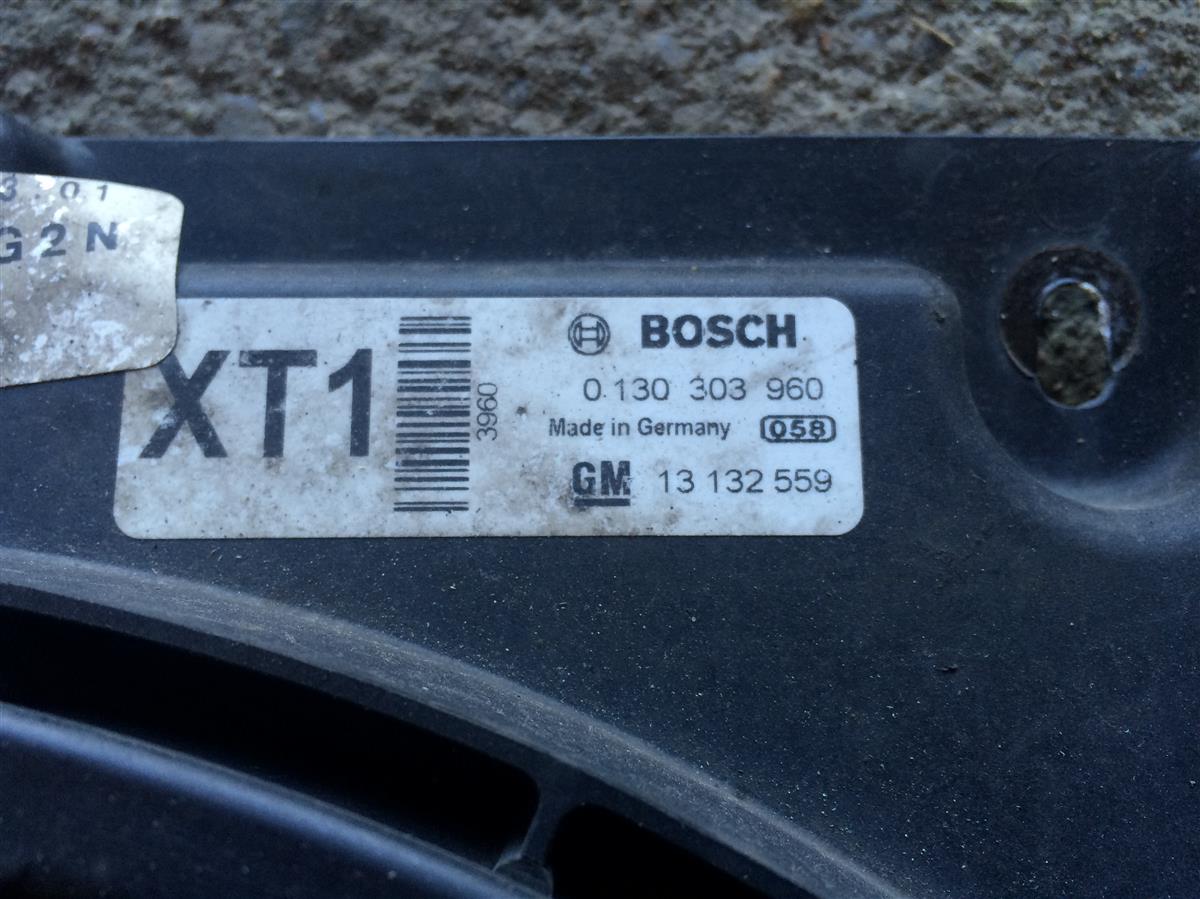 3.01
G2N
XT1
3960
BOSCH
0 130 303 960
Made in Germany 058
GM 13 132 559